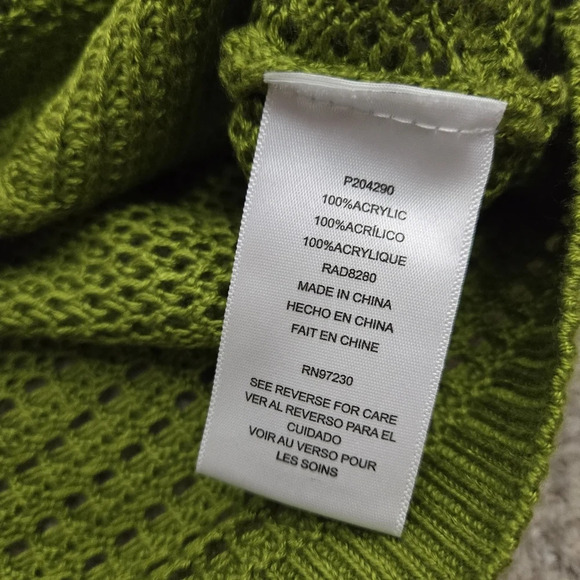 P204290
100%ACRYLIC
100%ACRÍLICO
100%ACRYLIQUE
RAD8280
MADE IN CHINA
HECHO EN CHINA
FAIT EN CHINE
RN97230
SEE REVERSE FOR CARE
VER AL REVERSO PARA EL
CUIDADO
VOIR AU VERSO POUR
LES SOINS